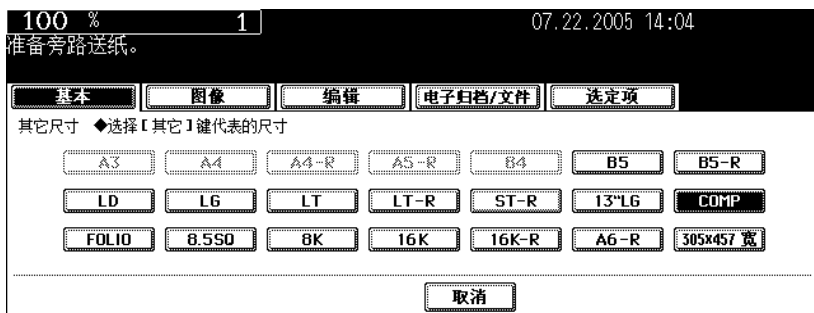 100 % 1 07.22.2005 14:04
准备旁路送纸。
基本 图像 编辑 电子归档/文件 选定项
其它尺寸 ◆选择【其它】键代表的尺寸
A3 A4 A4-R A5-R B4 B5 B5-R
LD LG LT LT-R ST-R 13"LG COMP
FOLIO 8.5SQ 8K 16K 16K-R A6-R 305x457 宽
取消